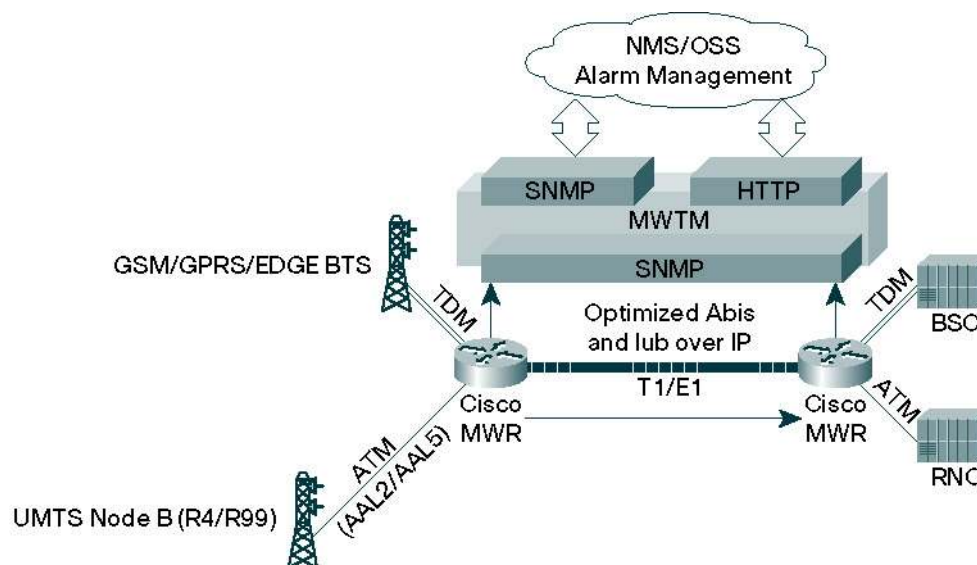 NMS/OSS
Alarm Management
SNMP
HTTP
MWTM
SNMP
GSM/GPRS/EDGE BTS
TDM
TDM
BSC
Optimized Abis
and Iub over IP
T1/E1
Cisco
MWR
Cisco
MWR
ATM
RNC
ATM
(AAL2/AAL5)
UMTS Node B (R4/R99)